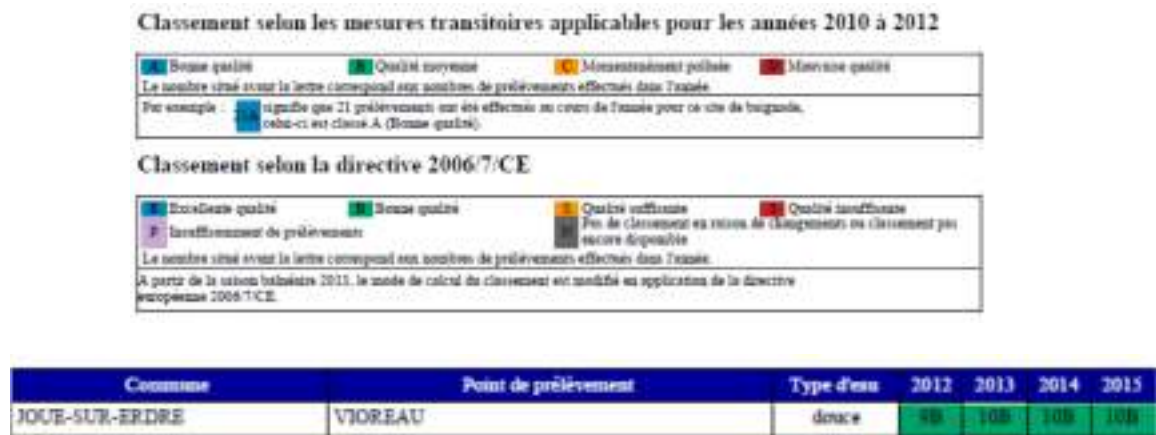 Classement selon les mesures transitoires applicables pour les années 2010 à 2012
A Bonne qualité B Qualité moyenne C Momentanément polluée D Mauvaise qualité
Le nombre situé avant la lettre correspond aux nombres de prélèvements effectués dans l'année.
Par exemple : 21A signifie que 21 prélèvements ont été effectués au cours de l'année pour ce site de baignade,
celui-ci est classé A (Bonne qualité).
Classement selon la directive 2006/7/CE
E Excellente qualité B Bonne qualité S Qualité suffisante I Qualité insuffisante
P Insuffisamment de prélèvements N Pas de classement en raison de changements ou classement pas
encore disponible
Le nombre situé avant la lettre correspond aux nombres de prélèvements effectués dans l'année.
A partir de la saison balnéaire 2013, le mode de calcul du classement est modifié en application de la directive
européenne 2006/7/CE.
Commune Point de prélèvement Type d'eau 2012 2013 2014 2015
JOUE-SUR-ERDRE VIOREAU douce 9B 10B 10B 10B